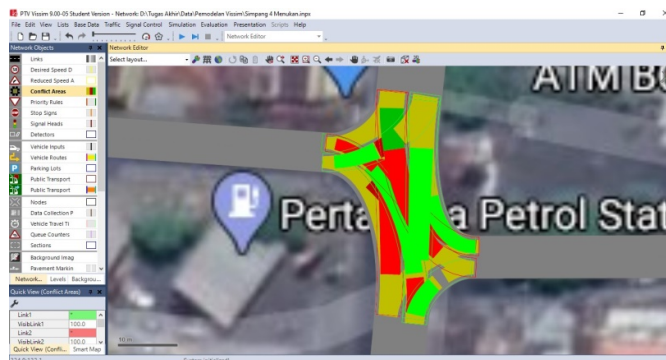 PTV Vissim 9.00-09 Student Version - Network: D:\Tugas Akhir\Data\Pemodelan Vissim\Simpang 4 Menukan.inpx
File Edit View Lists Base Data Traffic Signal Control Simulation Evaluation Presentation Scripts Help
Network Editor
Network Objects
Network Editor
Select layout...
Links
Desired Speed D
Reduced Speed A
Conflict Areas
Priority Rules
Stop Signs
Signal Heads
Detectors
Vehicle Inputs
Vehicle Routes
Parking Lots
Public Transport
Public Transport
Nodes
Data Collection P
Vehicle Travel Ti
Queue Counters
Sections
Background Imag
Pavement Markin
Network... Levels Backgrou...
Quick View (Conflict Areas)
Link1 *
VisibLink1 100.0
Link2 *
VisibLink2 100.0
Quick View (Confli... Smart Map
ATM B
Perta
a Petrol Stat
10 m